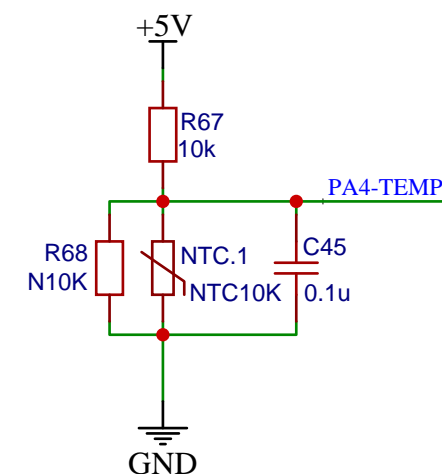 +5V
R67
10k
PA4-TEMP
R68
N10K
NTC.1
NTC10K
C45
0.1u
GND